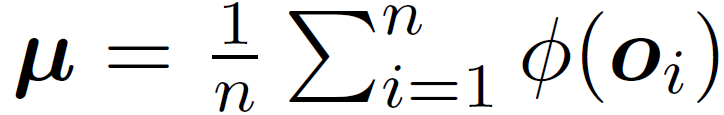 𝝁 = 1/n ∑_{i=1}^{n} ϕ(𝒐_i)